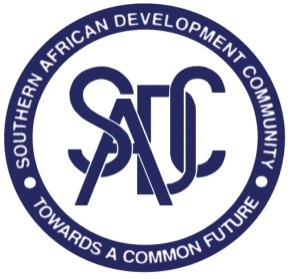 SOUTHERN AFRICAN DEVELOPMENT COMMUNITY
SADC
TOWARDS A COMMON FUTURE